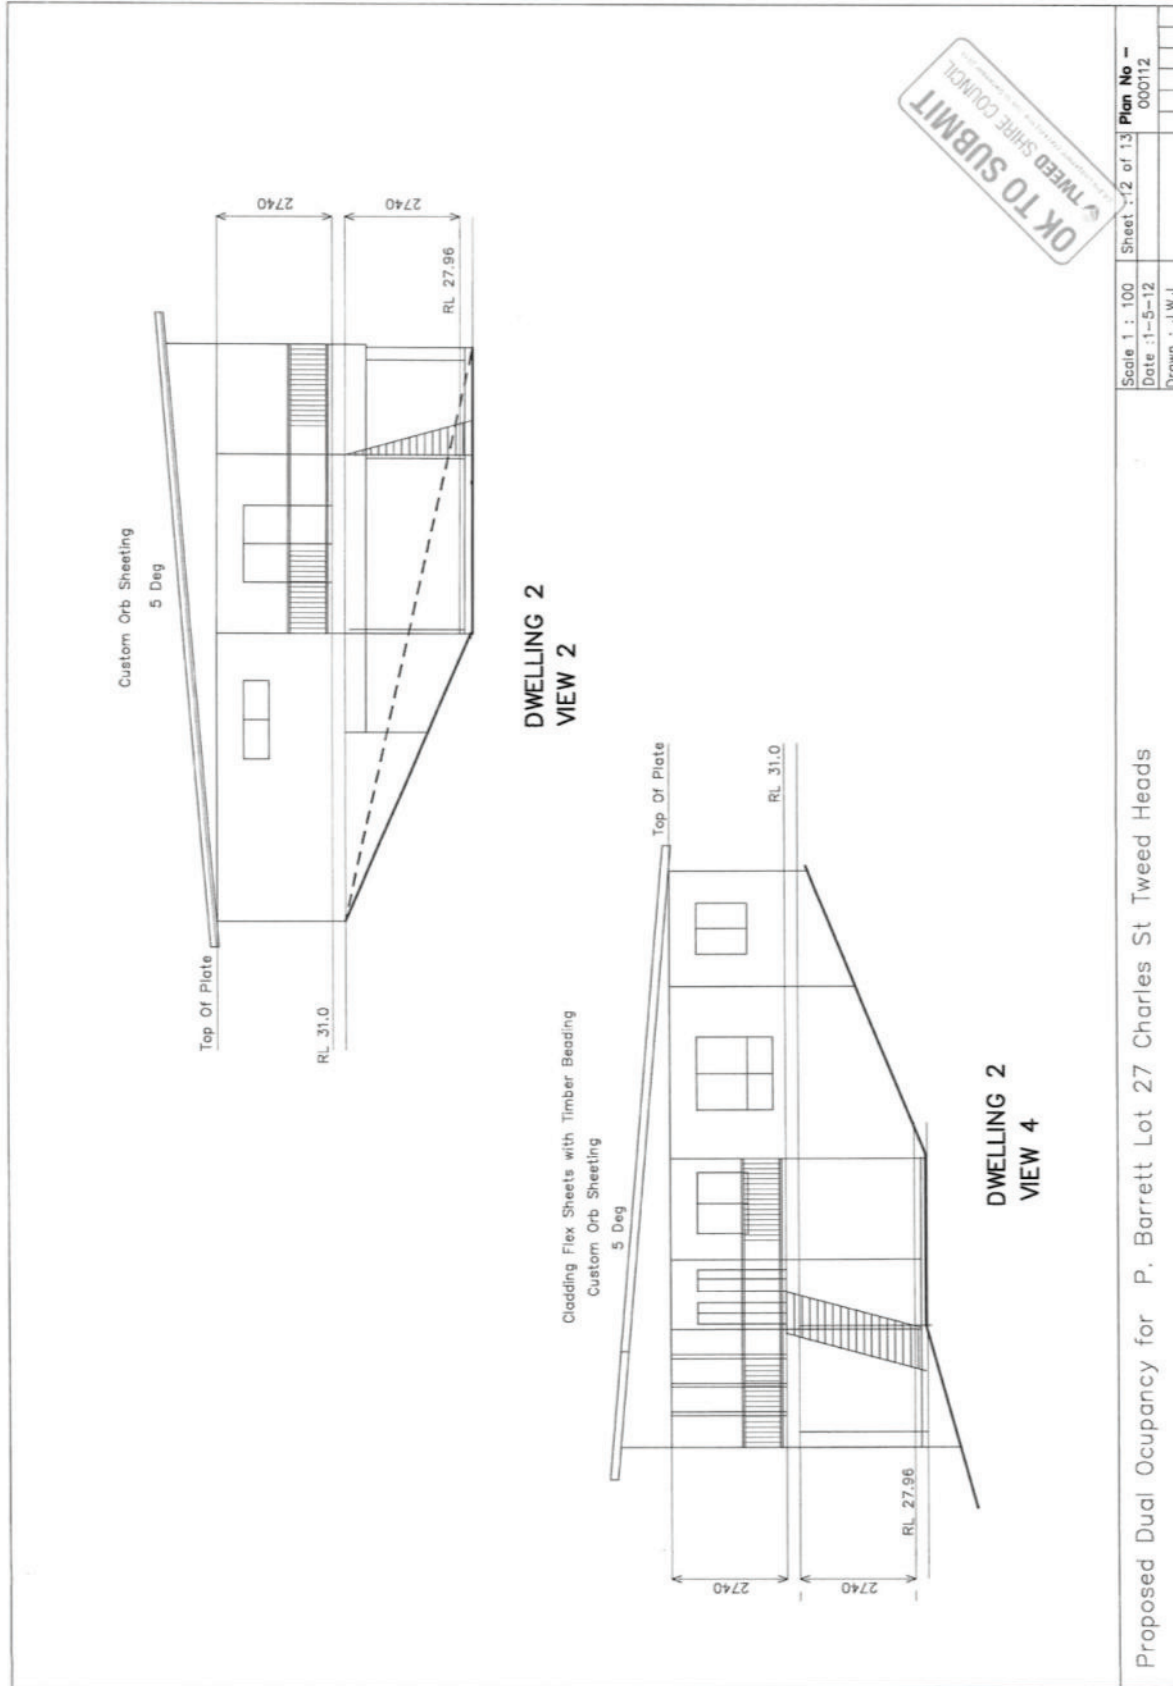 Custom Orb Sheeting
5 Deg
Top Of Plate
RL 31.0
2740
2740
RL 27.96
DWELLING 2
VIEW 2
Cladding Flex Sheets with Timber Beading
Custom Orb Sheeting
5 Deg
Top Of Plate
RL 31.0
2740
2740
RL 27.96
DWELLING 2
VIEW 4
OK TO SUBMIT
TWEED SHIRE COUNCIL
Proposed Dual Ocupancy for P. Barrett Lot 27 Charles St Tweed Heads
Scale 1 : 100
Sheet :12 of 13
Plan No –
000112
Date :1-5-12
Drawn : J.W.J